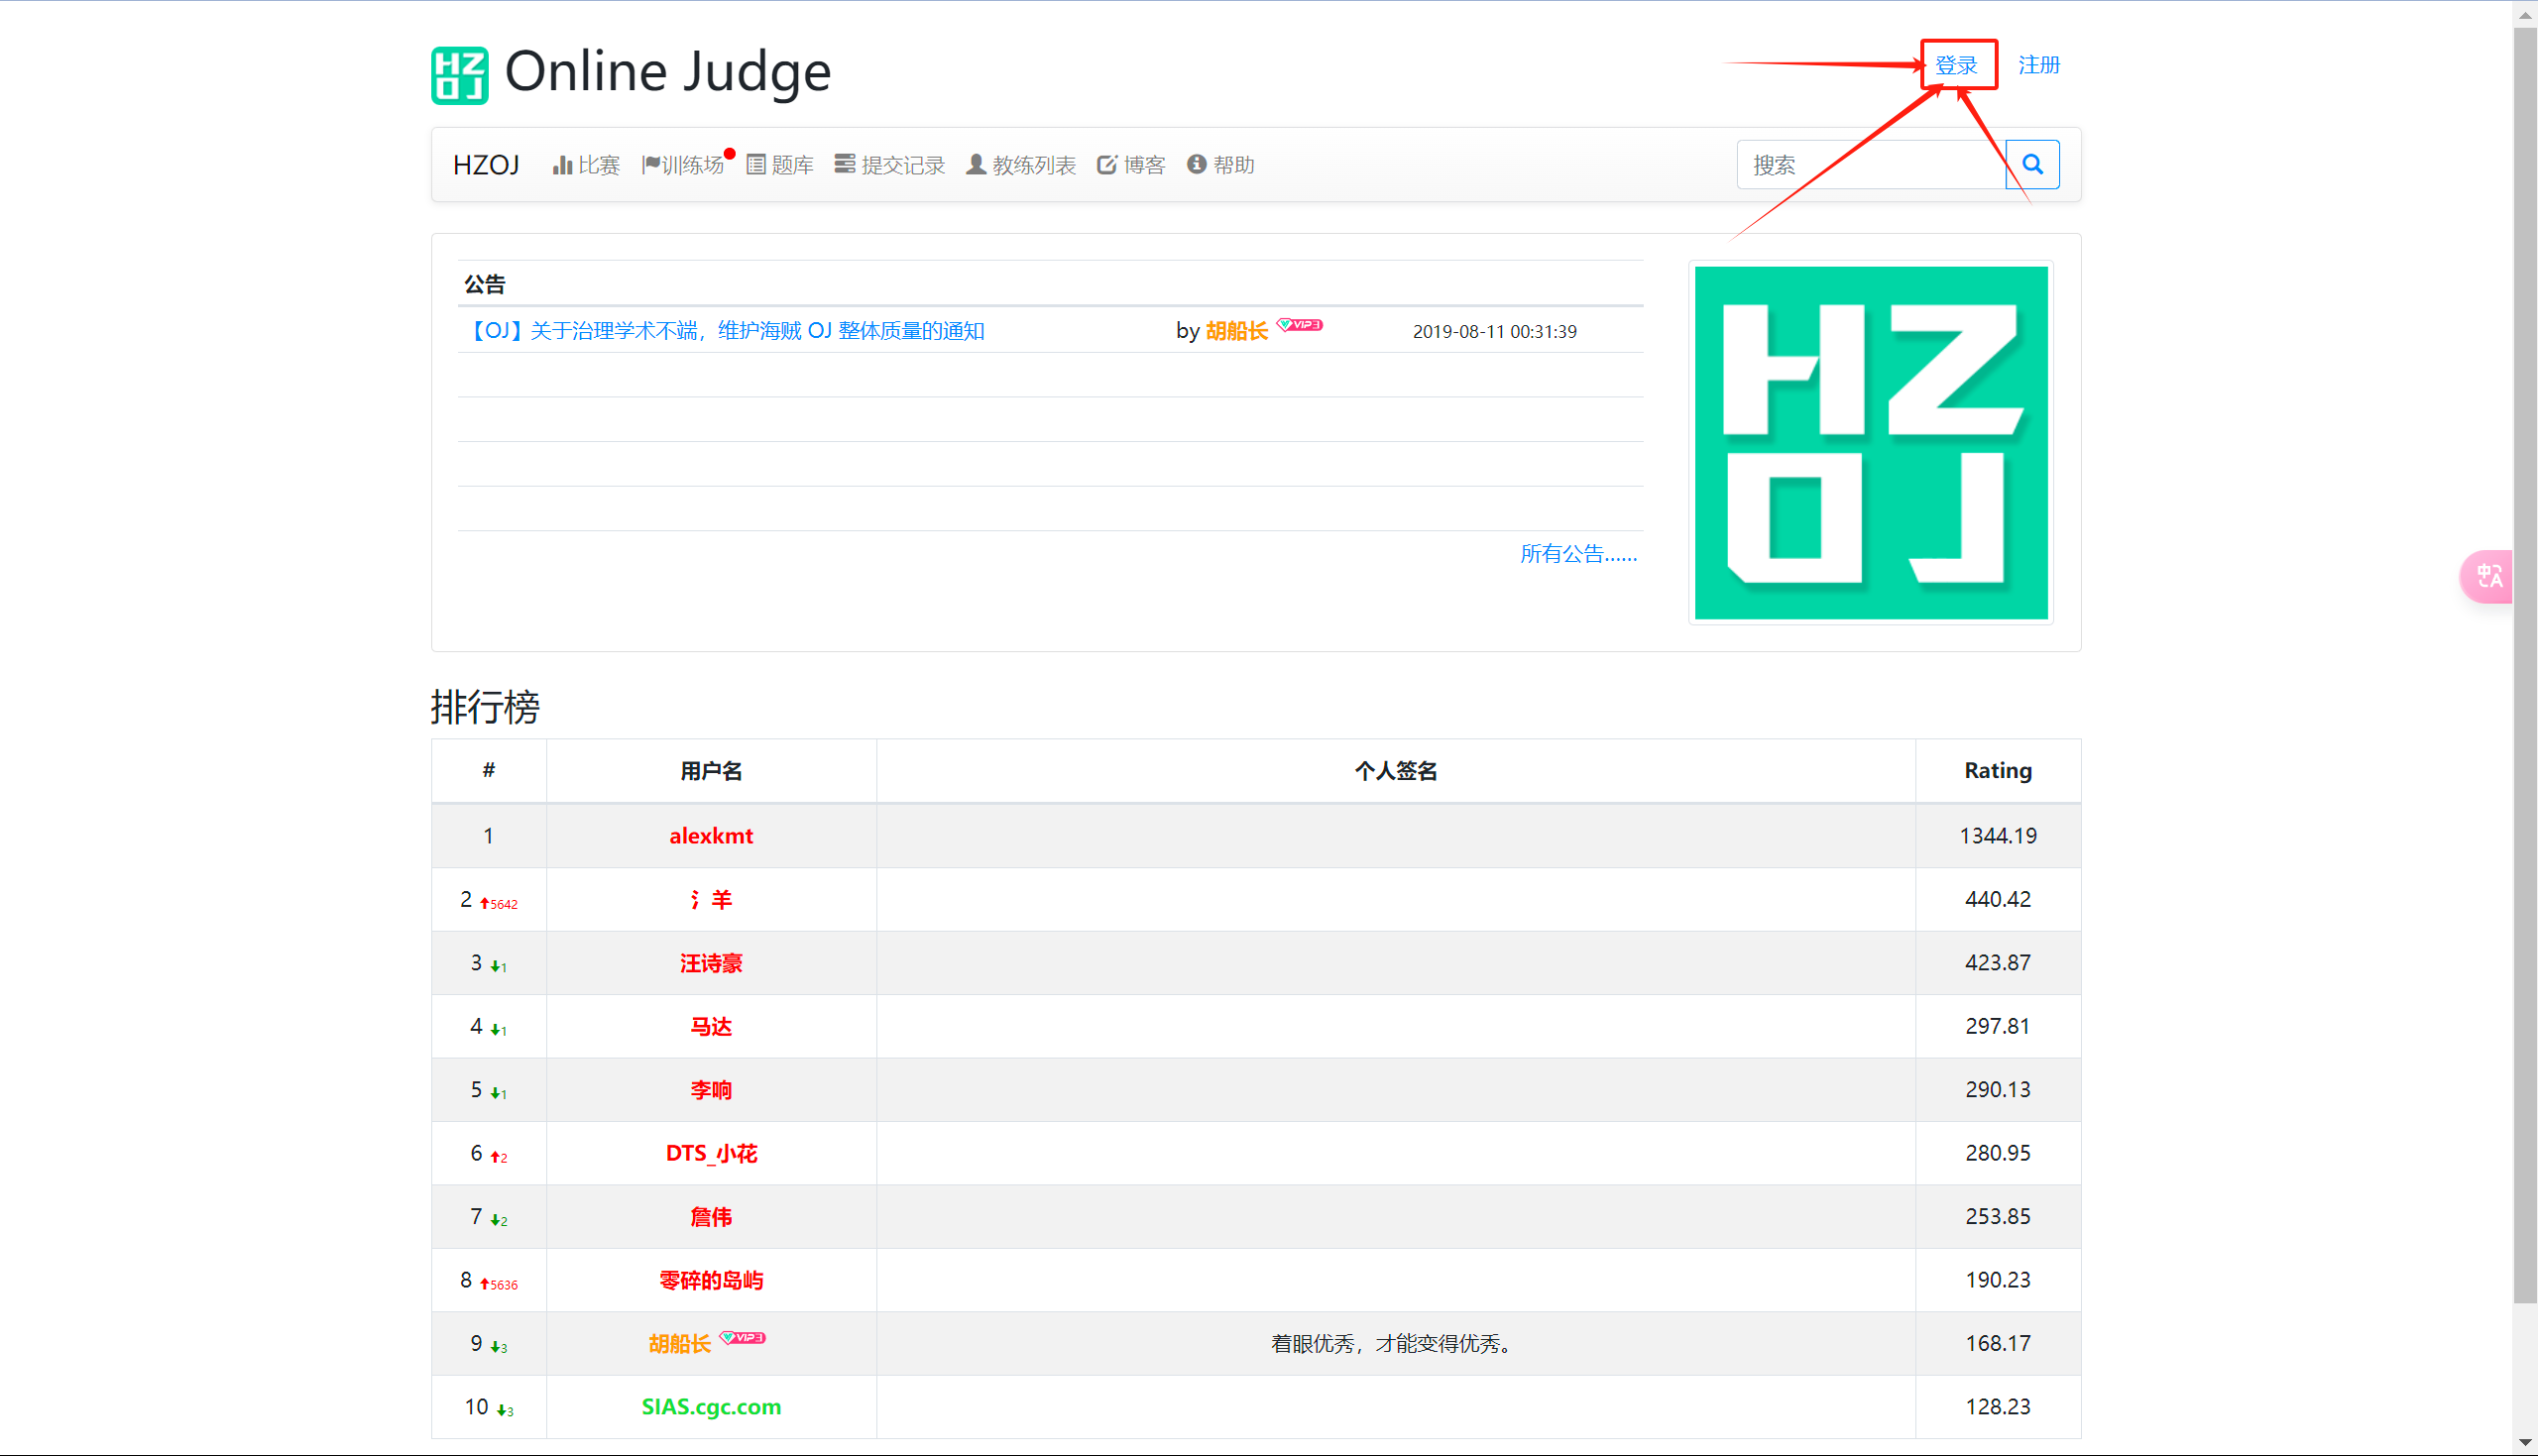 HZ
OJ
Online Judge
登录 注册
HZOJ 比赛 训练场 题库 提交记录 教练列表 博客 帮助 搜索
公告
【OJ】关于治理学术不端，维护海贼 OJ 整体质量的通知 by 胡船长 VIP3 2019-08-11 00:31:39
所有公告......
HZ
OJ
中A
排行榜
# 用户名 个人签名 Rating
1 alexkmt 1344.19
2 5642 氵羊 440.42
3 1 汪诗豪 423.87
4 1 马达 297.81
5 1 李响 290.13
6 2 DTS_小花 280.95
7 2 詹伟 253.85
8 5636 零碎的岛屿 190.23
9 3 胡船长 VIP3 着眼优秀，才能变得优秀。 168.17
10 3 SIAS.cgc.com 128.23